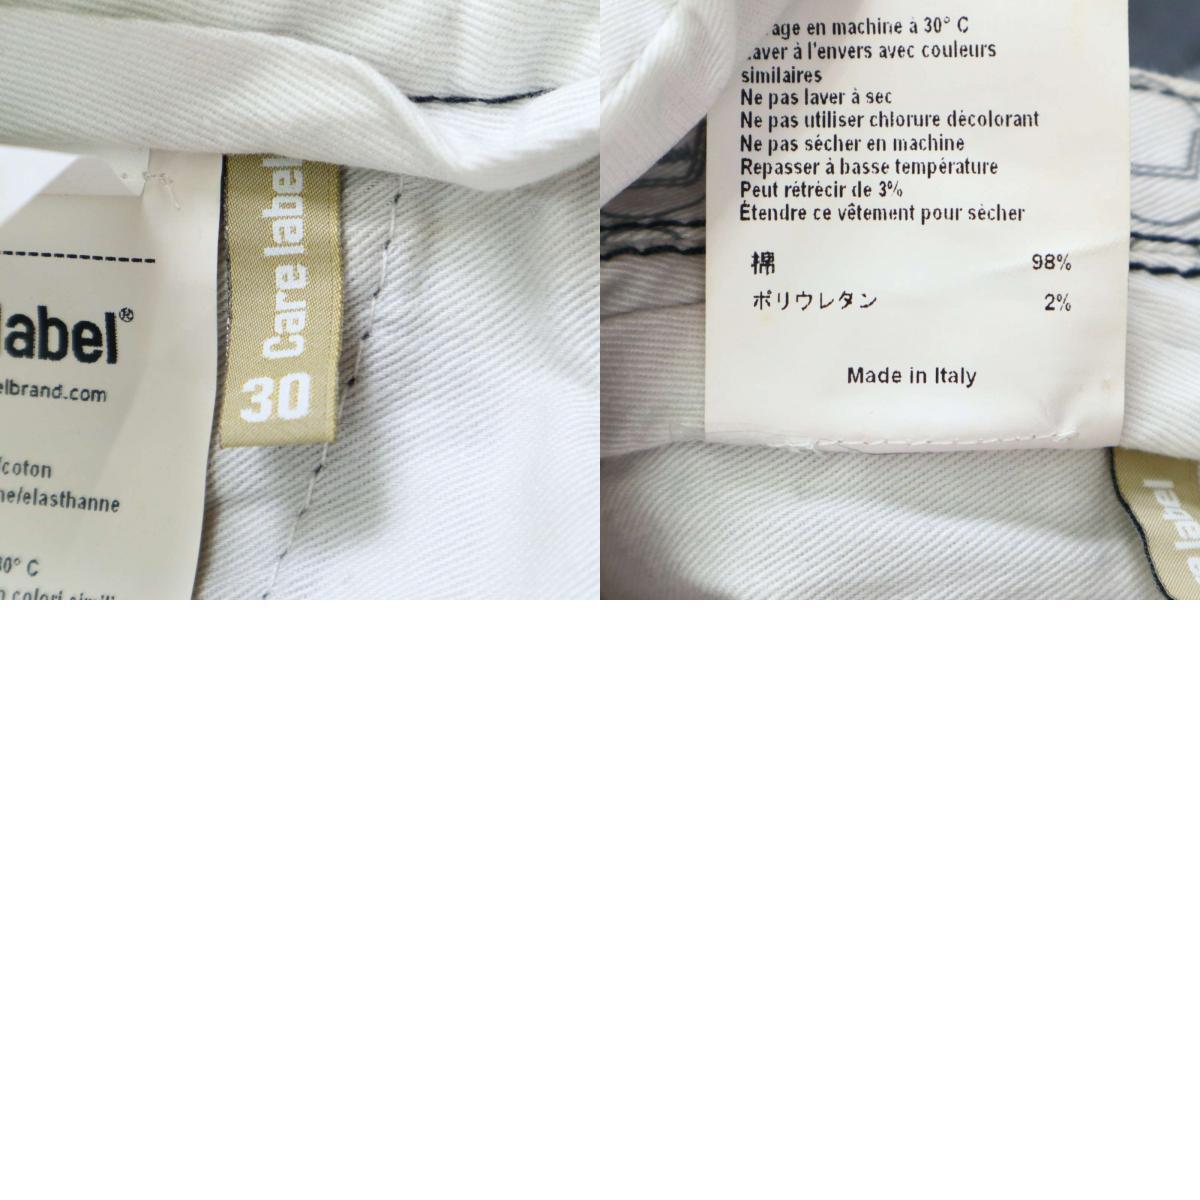 label®
elbrand.com
/coton
ne/elasthanne
30° C
Care label
30
age en machine à 30° C
Laver à l'envers avec couleurs
similaires
Ne pas laver à sec
Ne pas utiliser chlorure décolorant
Ne pas sécher en machine
Repasser à basse température
Peut rétrécir de 3%
Étendre ce vêtement pour sécher
棉 98%
ポリウレタン 2%
Made in Italy
label